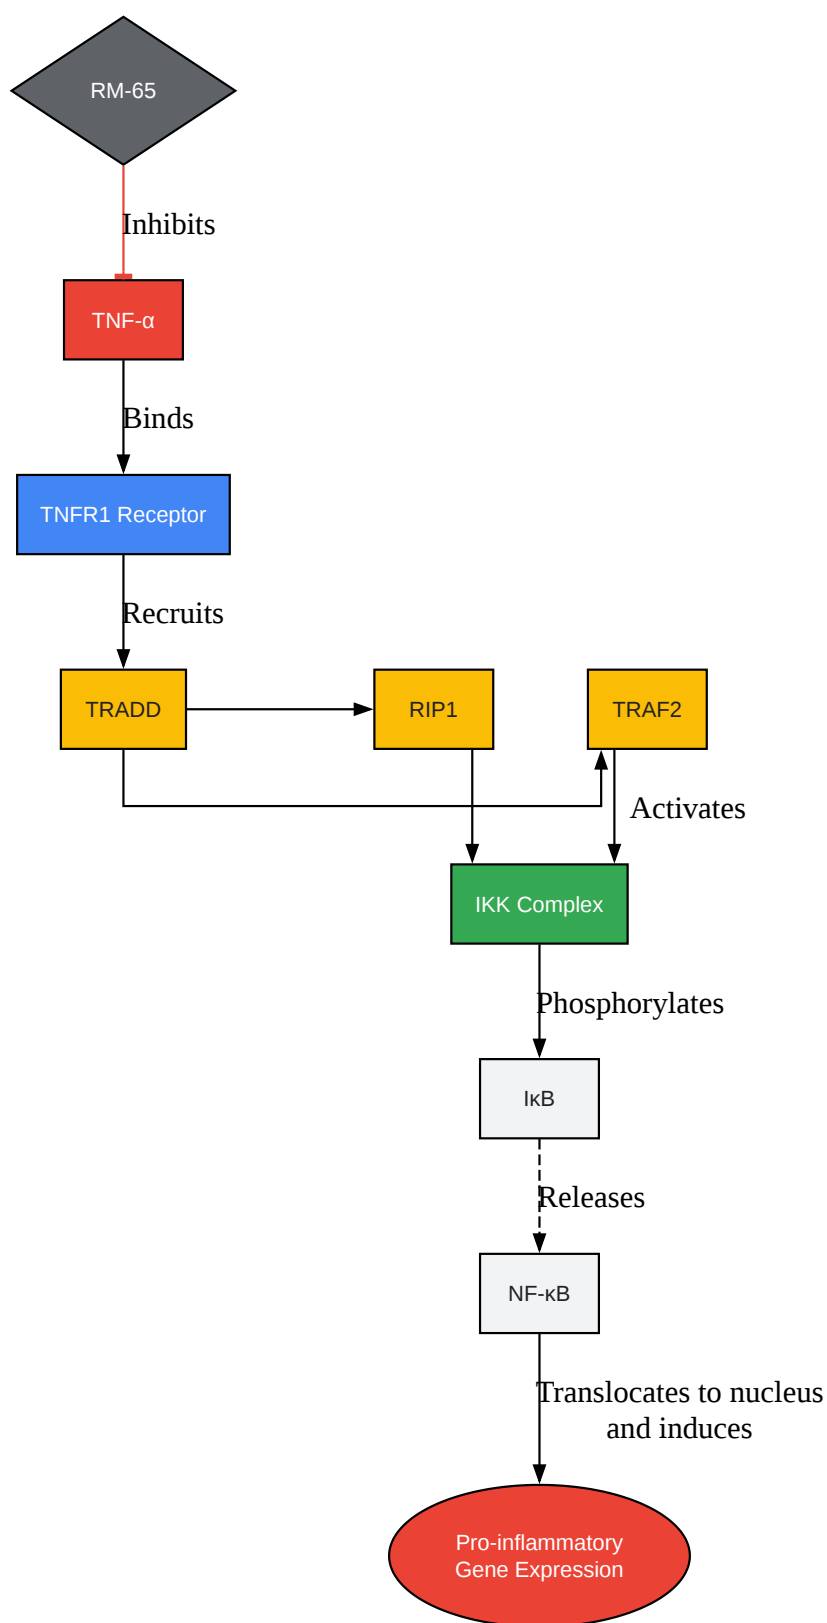 RM-65
Inhibits
TNF-α
Binds
TNFR1 Receptor
Recruits
TRADD
RIP1
TRAF2
Activates
IKK Complex
Phosphorylates
IκB
Releases
NF-κB
Translocates to nucleus
and induces
Pro-inflammatory
Gene Expression